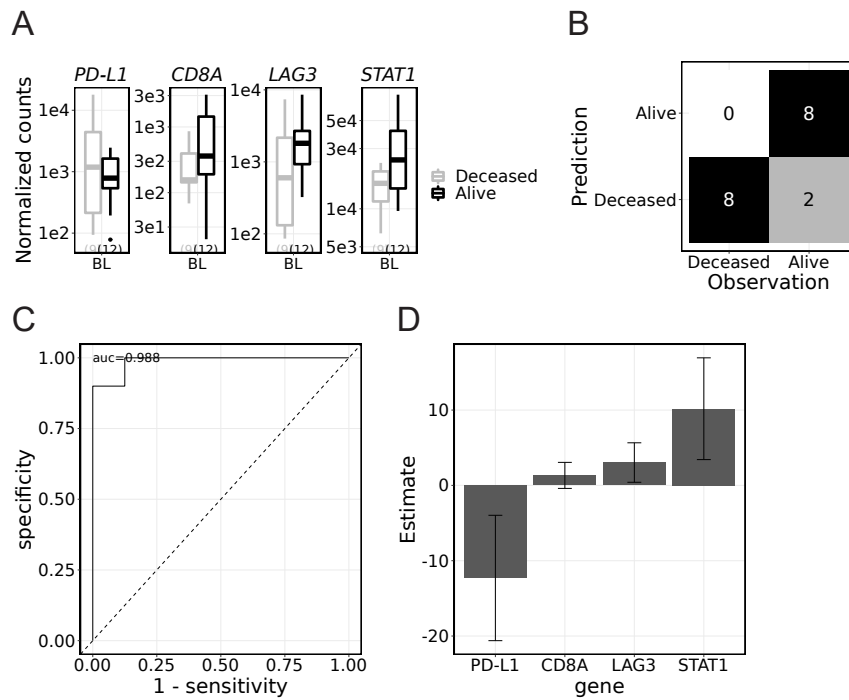 A
PD-L1 CD8A LAG3 STAT1
Normalized counts
1e4
1e3
1e2
BL
3e3
1e3
3e2
1e2
3e1
BL
1e4
1e3
1e2
BL
5e4
3e4
1e4
5e3
BL
(12)
(12)
(12)
(12)
Deceased
Alive
B
Prediction
Alive
Deceased
0 8
8 2
Deceased Alive
Observation
C
auc=0.988
specificity
1.00
0.75
0.50
0.25
0.00
0.00 0.25 0.50 0.75 1.00
1 - sensitivity
D
Estimate
10
0
-10
-20
PD-L1 CD8A LAG3 STAT1
gene